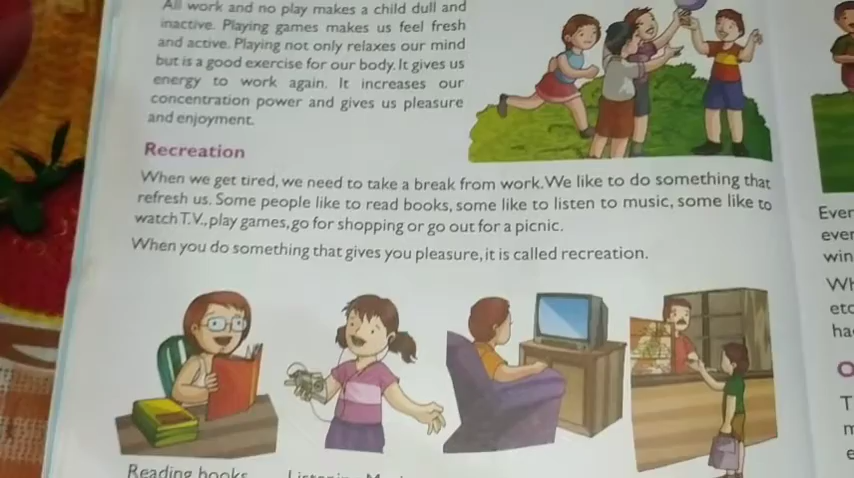 All work and no play makes a child dull and
inactive. Playing games makes us feel fresh
and active. Playing not only relaxes our mind
but is a good exercise for our body. It gives us
energy to work again. It increases our
concentration power and gives us pleasure
and enjoyment.
Recreation
When we get tired, we need to take a break from work. We like to do something that
refresh us. Some people like to read books, some like to listen to music, some like to
watch T.V., play games, go for shopping or go out for a picnic.
When you do something that gives you pleasure, it is called recreation.
Reading books